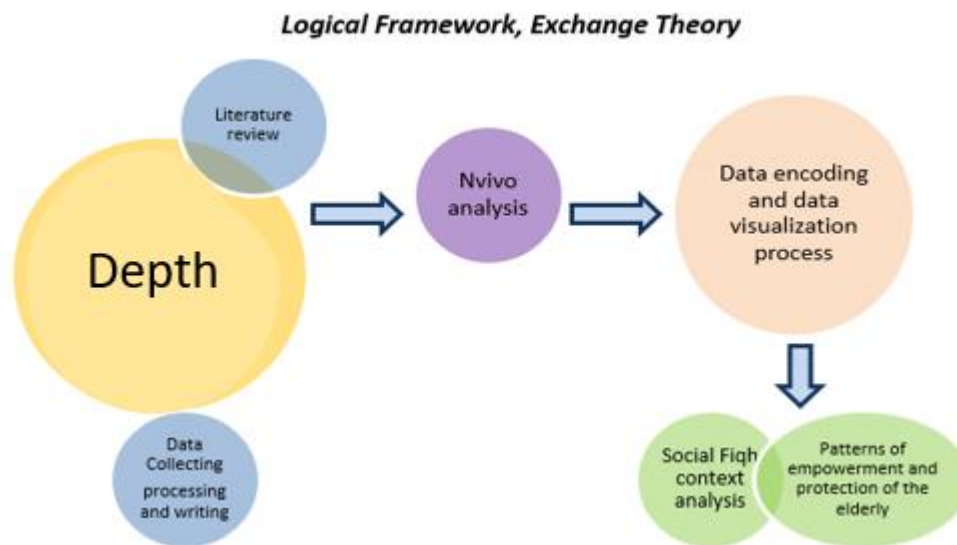 Logical Framework, Exchange Theory
Literature
review
Depth
Data
Collecting
processing
and writing
Nvivo
analysis
Data encoding
and data
visualization
process
Social Fiqh
context
analysis
Patterns of
empowerment and
protection of the
elderly